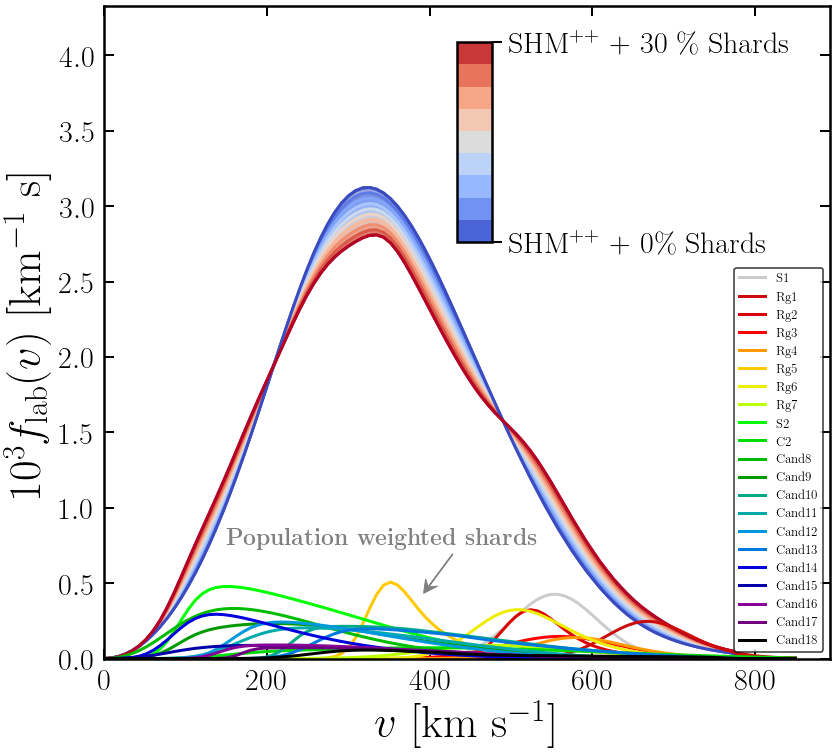 SHM++ + 30 % Shards
SHM++ + 0% Shards
4.0
3.5
3.0
2.5
2.0
1.5
1.0
0.5
0.0
10³f_lab(v) [km⁻¹ s]
S1
Rg1
Rg2
Rg3
Rg4
Rg5
Rg6
Rg7
S2
C2
Cand8
Cand9
Cand10
Cand11
Cand12
Cand13
Cand14
Cand15
Cand16
Cand17
Cand18
Population weighted shards
0 200 400 600 800
v [km s⁻¹]